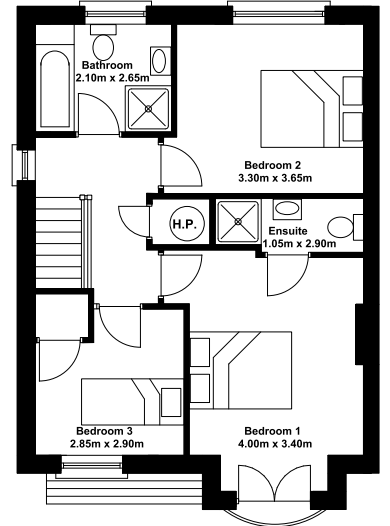 Bathroom
2.10m x 2.65m
Bedroom 2
3.30m x 3.65m
H.P.
Ensuite
1.05m x 2.90m
Bedroom 3
2.85m x 2.90m
Bedroom 1
4.00m x 3.40m